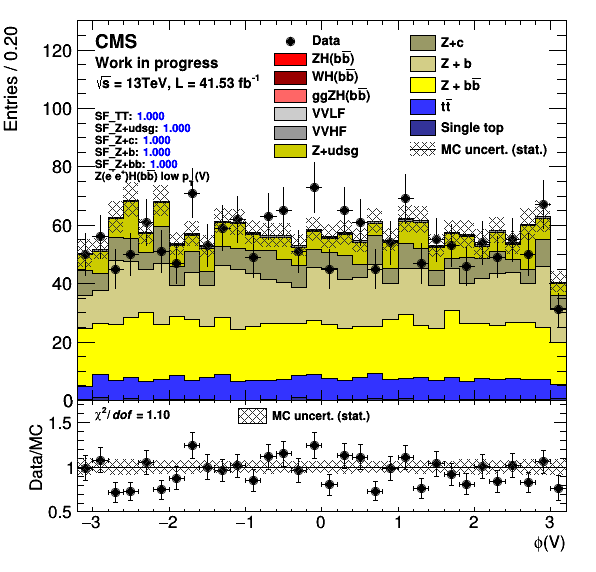 Entries / 0.20
120
100
80
60
40
20
0
CMS
Work in progress
√s = 13TeV, L = 41.53 fb⁻¹
SF_TT: 1.000
SF_Z+udsg: 1.000
SF_Z+c: 1.000
SF_Z+b: 1.000
SF_Z+bb: 1.000
Z(e⁻e⁺)H(bb̅) low p_T(V)
Data
ZH(bb̅)
WH(bb̅)
ggZH(bb̅)
VVLF
VVHF
Z+udsg
Z+c
Z + b
Z + bb̅
tt̅
Single top
MC uncert. (stat.)
Data/MC
1.5
1
0.5
χ²/dof = 1.10
MC uncert. (stat.)
−3 −2 −1 0 1 2 3
ϕ(V)